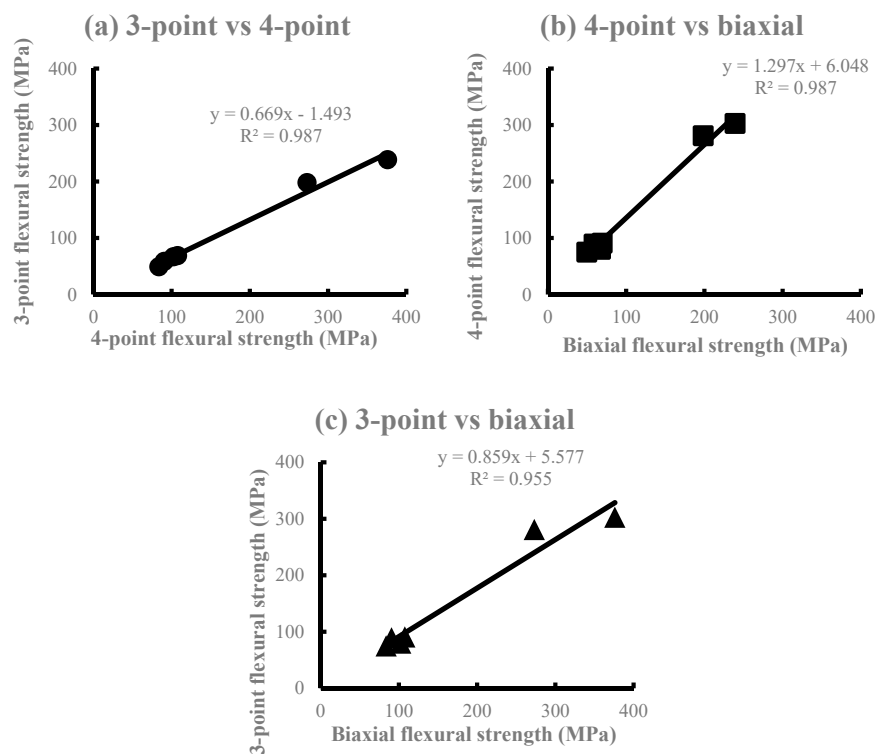 (a) 3-point vs 4-point
y = 0.669x - 1.493
R² = 0.987
3-point flexural strength (MPa)
400
300
200
100
0
0 100 200 300 400
4-point flexural strength (MPa)
(b) 4-point vs biaxial
y = 1.297x + 6.048
R² = 0.987
4-point flexural strength (MPa)
400
300
200
100
0
0 100 200 300 400
Biaxial flexural strength (MPa)
(c) 3-point vs biaxial
y = 0.859x + 5.577
R² = 0.955
3-point flexural strength (MPa)
400
300
200
100
0
0 100 200 300 400
Biaxial flexural strength (MPa)